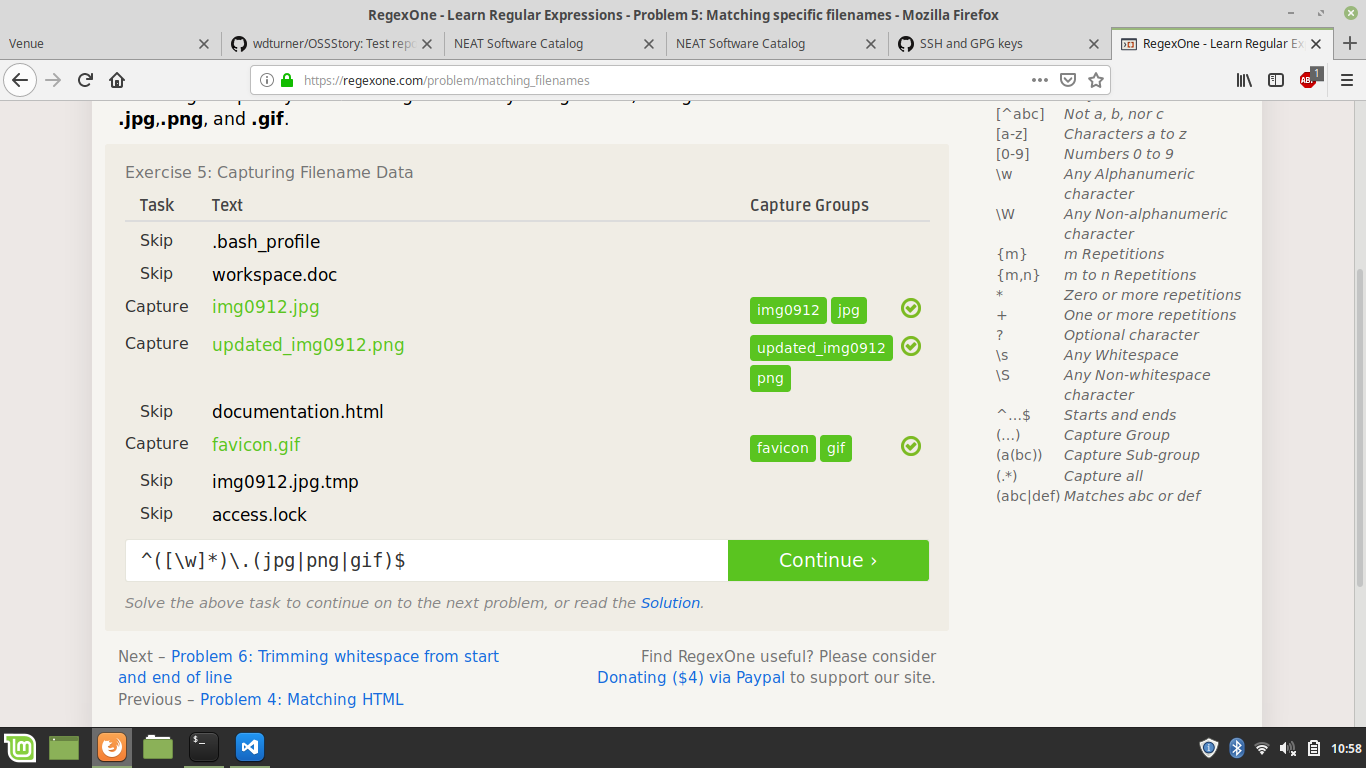 RegexOne - Learn Regular Expressions - Problem 5: Matching specific filenames - Mozilla Firefox
Venue
wdturner/OSSStory: Test repo
NEAT Software Catalog
NEAT Software Catalog
SSH and GPG keys
RegexOne - Learn Regular Ex
https://regexone.com/problem/matching_filenames
ABP
1
.jpg,.png, and .gif.
Exercise 5: Capturing Filename Data
Task Text Capture Groups
Skip .bash_profile
Skip workspace.doc
Capture img0912.jpg img0912 jpg
Capture updated_img0912.png updated_img0912
png
Skip documentation.html
Capture favicon.gif favicon gif
Skip img0912.jpg.tmp
Skip access.lock
^([\w]*)\.(jpg|png|gif)$ Continue ›
Solve the above task to continue on to the next problem, or read the Solution.
Next – Problem 6: Trimming whitespace from start
and end of line
Previous – Problem 4: Matching HTML
Find RegexOne useful? Please consider
Donating ($4) via Paypal to support our site.
[^abc] Not a, b, nor c
[a-z] Characters a to z
[0-9] Numbers 0 to 9
\w Any Alphanumeric
character
\W Any Non-alphanumeric
character
{m} m Repetitions
{m,n} m to n Repetitions
* Zero or more repetitions
+ One or more repetitions
? Optional character
\s Any Whitespace
\S Any Non-whitespace
character
^…$ Starts and ends
(…) Capture Group
(a(bc)) Capture Sub-group
(.*) Capture all
(abc|def) Matches abc or def
$_
10:58